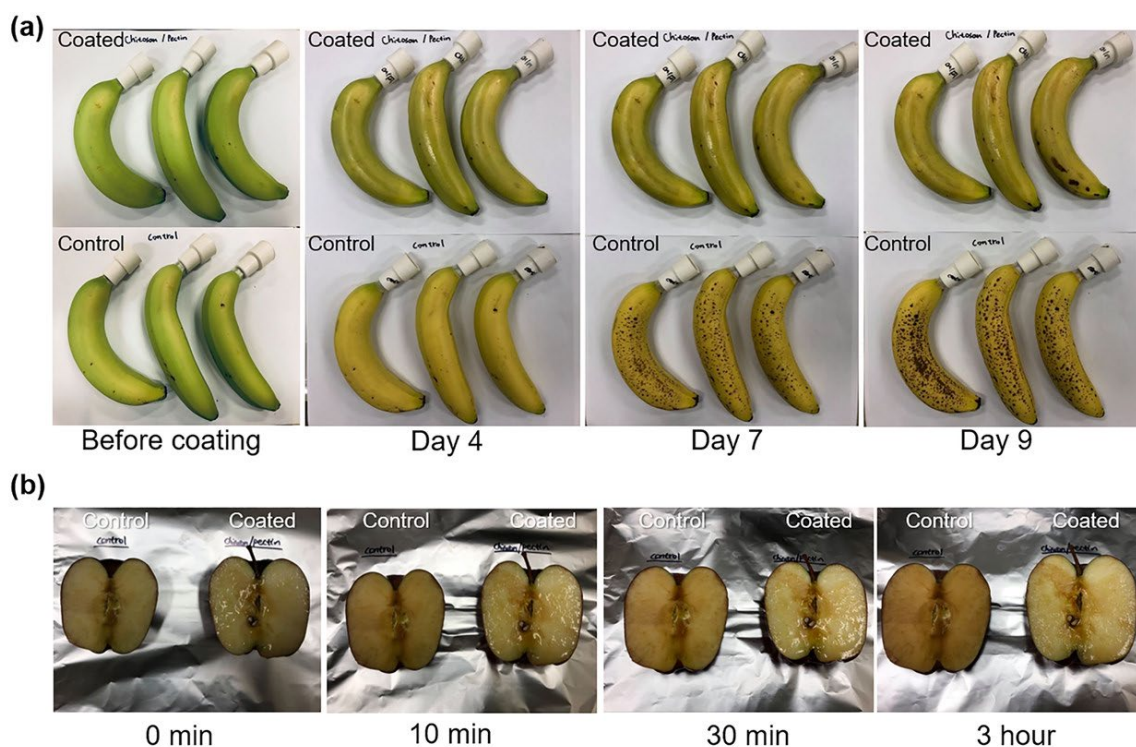 (a)
Coated Chitosan / Pectin
Coated Chitosan / Pectin
Coated Chitosan / Pectin
Coated Chitosan / Pectin
Control Control
Control Control
Control Control
Control Control
Before coating
Day 4
Day 7
Day 9
(b)
Control Coated
control
Control Coated
control
Control Coated
control
Control Coated
control
0 min
10 min
30 min
3 hour